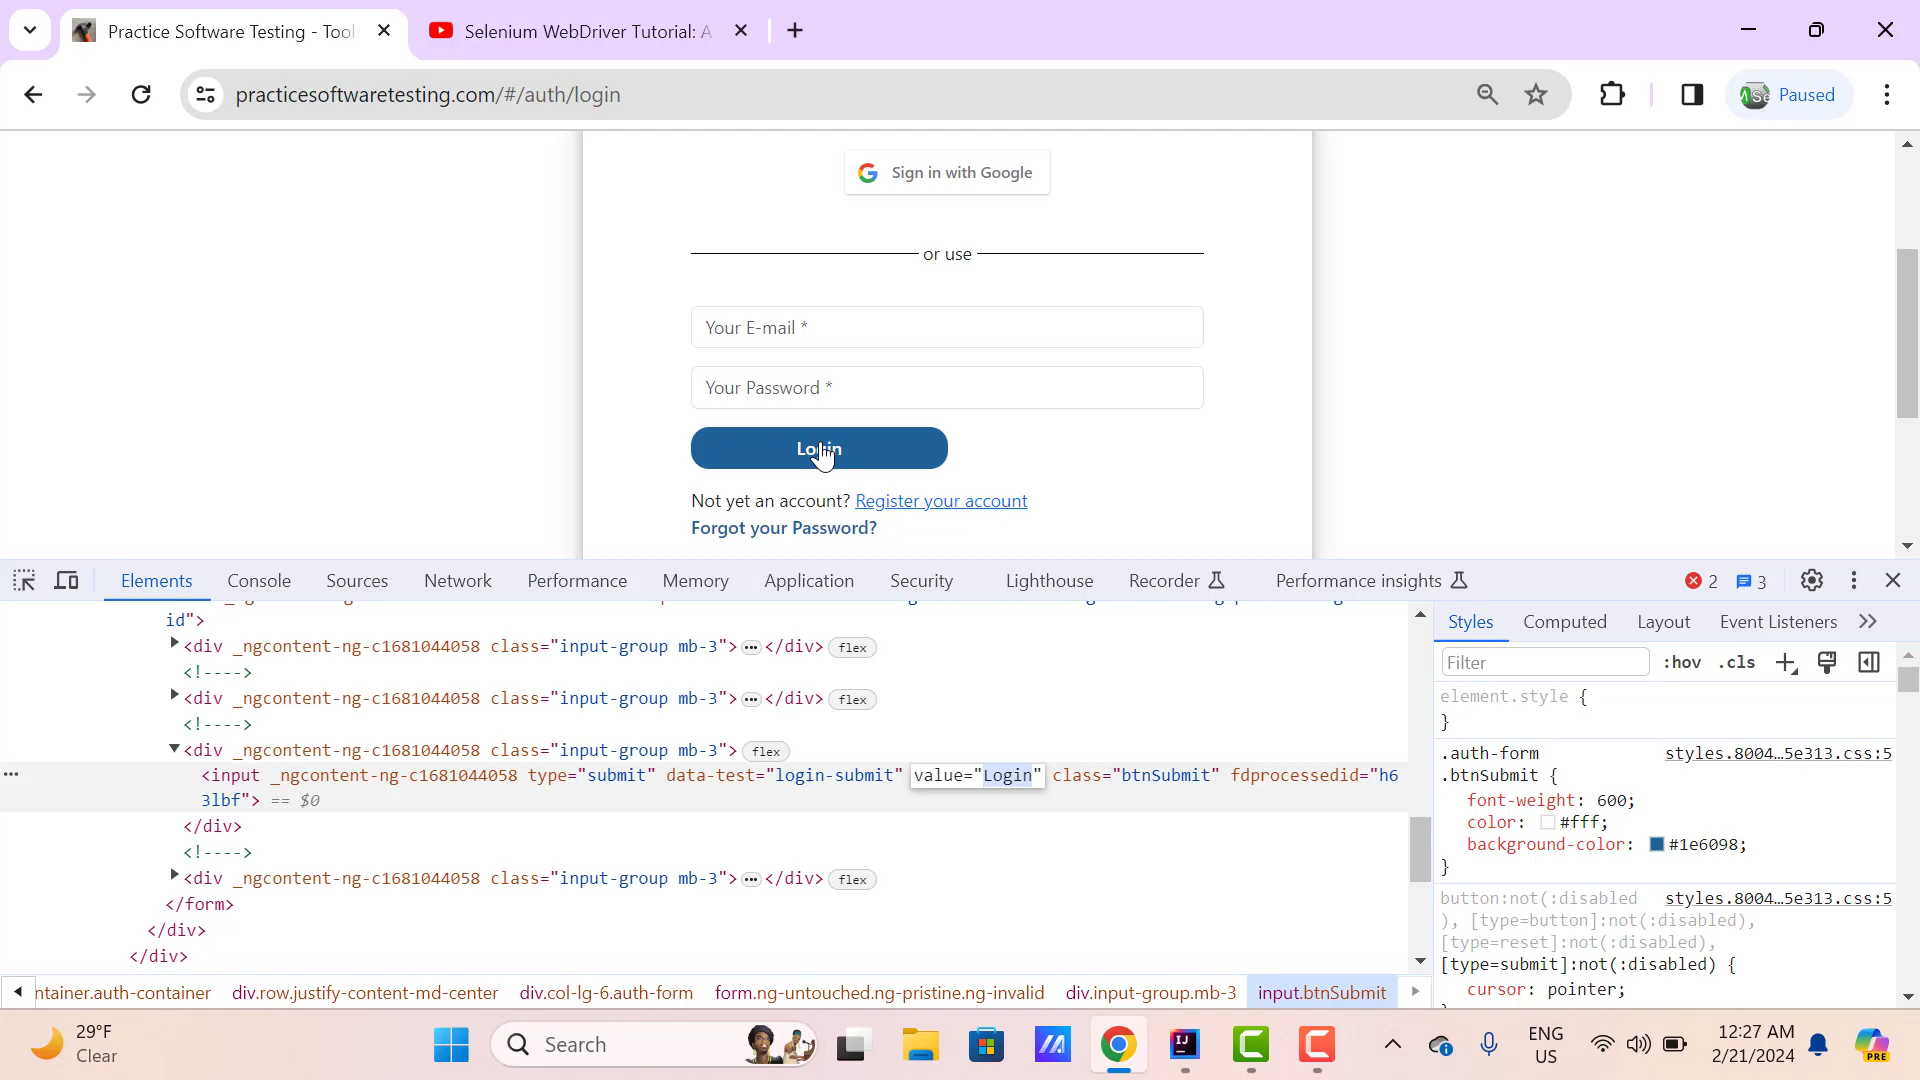 Practice Software Testing - Tool
Selenium WebDriver Tutorial: A
practicesoftwaretesting.com/#/auth/login
Paused
Sign in with Google
or use
Your E-mail *
Your Password *
Login
Not yet an account? Register your account
Forgot your Password?
Elements Console Sources Network Performance Memory Application Security Lighthouse Recorder Performance insights 2 3
id">
<div _ngcontent-ng-c1681044058 class="input-group mb-3"> … </div> flex
<!---->
<div _ngcontent-ng-c1681044058 class="input-group mb-3"> … </div> flex
<!---->
<div _ngcontent-ng-c1681044058 class="input-group mb-3"> flex
<input _ngcontent-ng-c1681044058 type="submit" data-test="login-submit" value="Login" class="btnSubmit" fdprocessedid="h6
3lbf"> == $0
</div>
<!---->
<div _ngcontent-ng-c1681044058 class="input-group mb-3"> … </div> flex
</form>
</div>
</div>
ntainer.auth-container div.row.justify-content-md-center div.col-lg-6.auth-form form.ng-untouched.ng-pristine.ng-invalid div.input-group.mb-3 input.btnSubmit
Styles Computed Layout Event Listeners
Filter :hov .cls
element.style {
}
.auth-form styles.8004…5e313.css:5
.btnSubmit {
font-weight: 600;
color: #fff;
background-color: #1e6098;
}
button:not(:disabled styles.8004…5e313.css:5
), [type=button]:not(:disabled),
[type=reset]:not(:disabled),
[type=submit]:not(:disabled) {
cursor: pointer;
29°F
Clear
Search
ENG
US
12:27 AM
2/21/2024
PRE